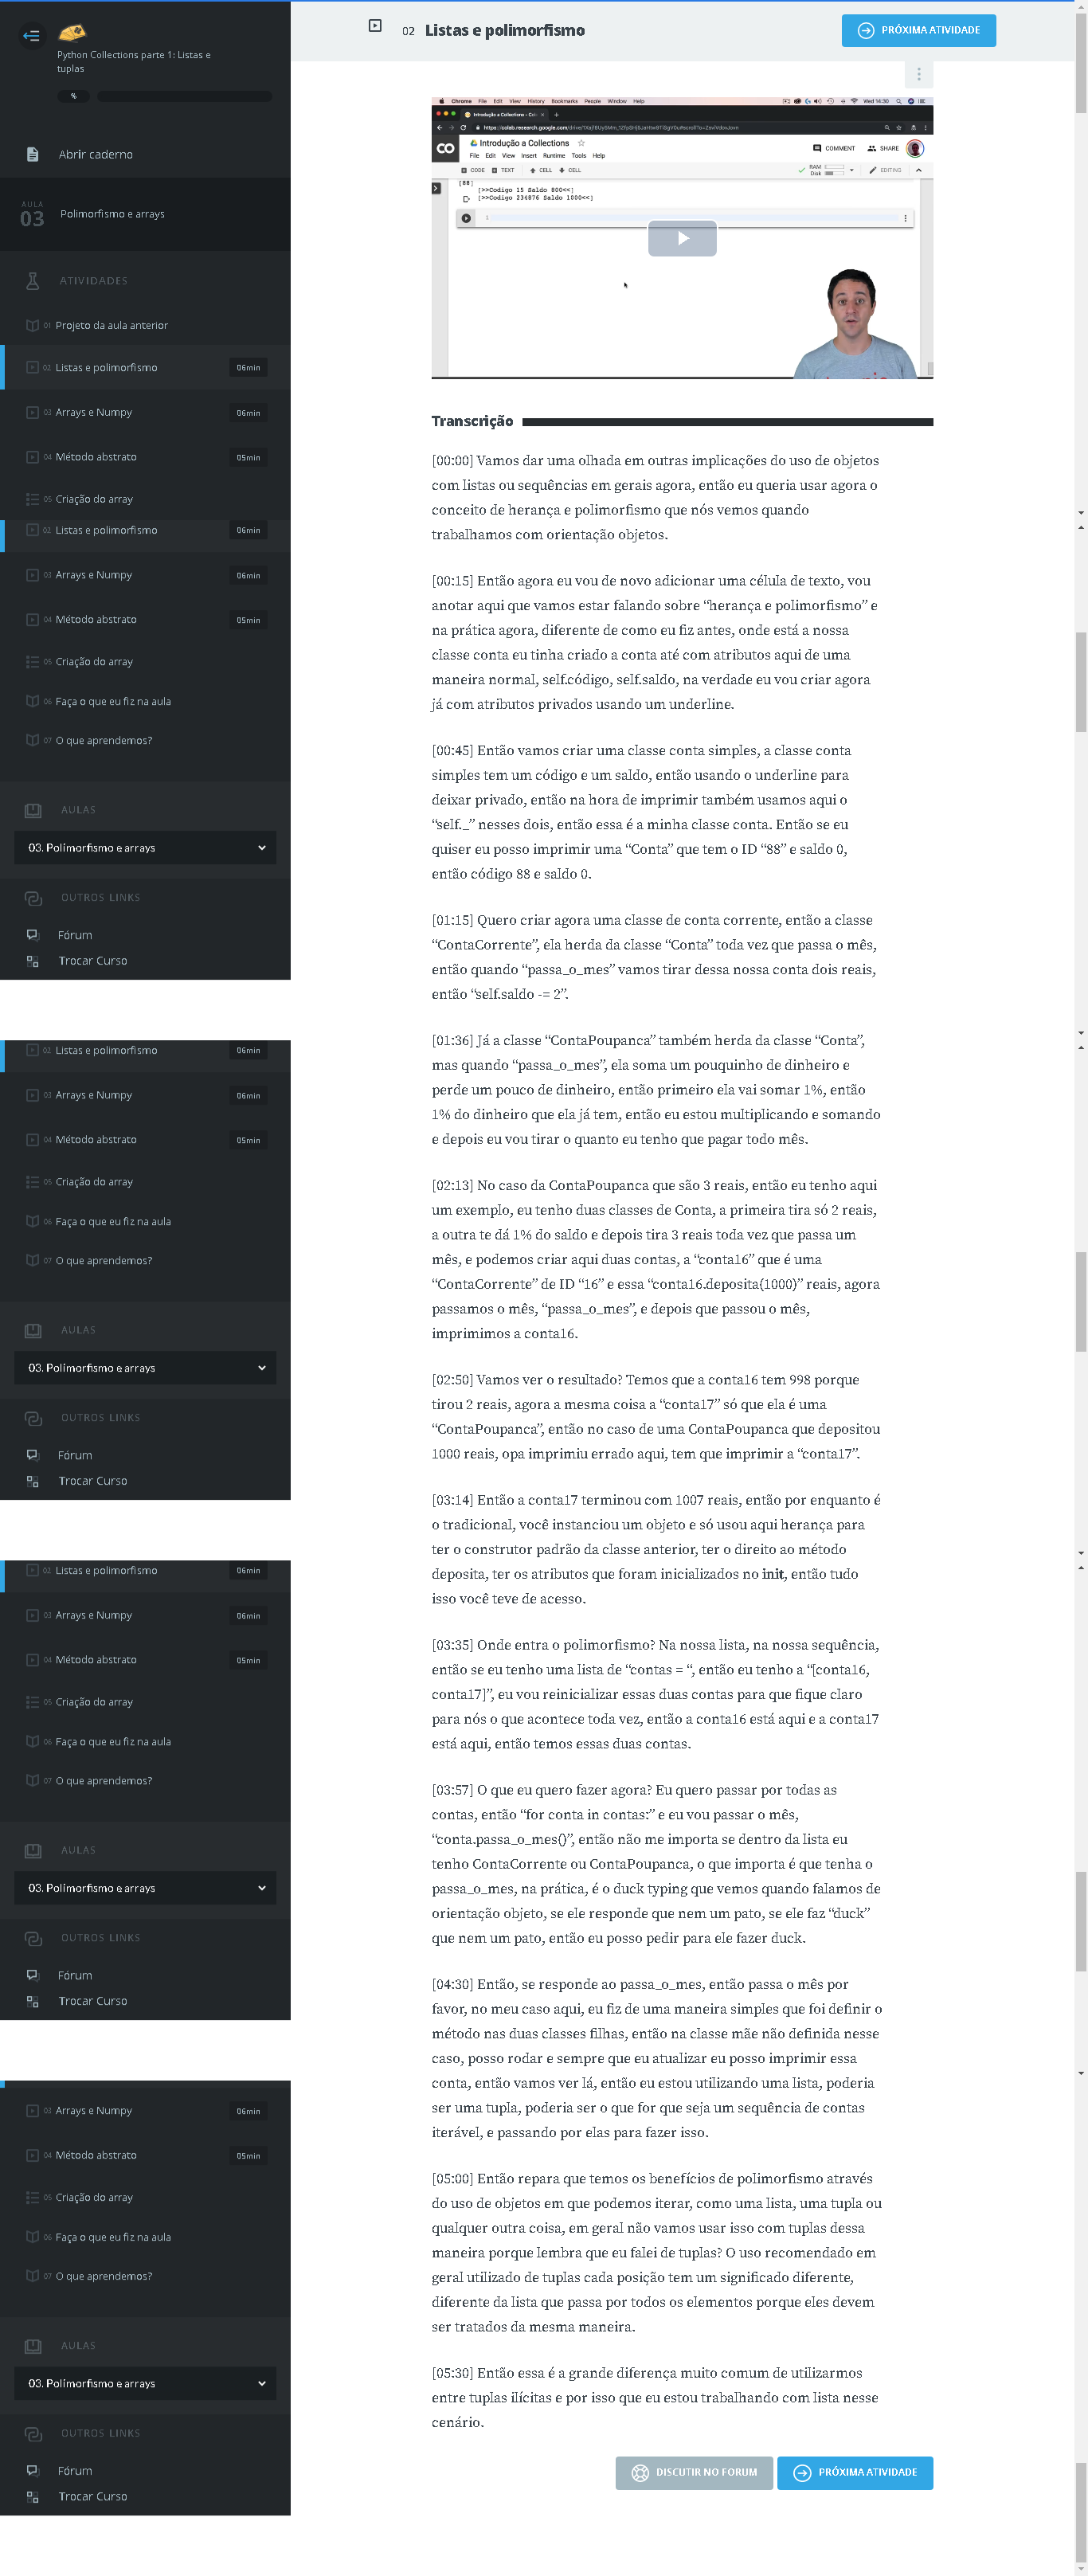 Python Collections parte 1: Listas e
tuplas
%
Abrir caderno
AULA
03
Polimorfismo e arrays
ATIVIDADES
01 Projeto da aula anterior
02 Listas e polimorfismo 06min
03 Arrays e Numpy 06min
04 Método abstrato 05min
05 Criação do array
02 Listas e polimorfismo 06min
03 Arrays e Numpy 06min
04 Método abstrato 05min
05 Criação do array
06 Faça o que eu fiz na aula
07 O que aprendemos?
AULAS
03. Polimorfismo e arrays
OUTROS LINKS
Fórum
Trocar Curso
02 Listas e polimorfismo 06min
03 Arrays e Numpy 06min
04 Método abstrato 05min
05 Criação do array
06 Faça o que eu fiz na aula
07 O que aprendemos?
AULAS
03. Polimorfismo e arrays
OUTROS LINKS
Fórum
Trocar Curso
02 Listas e polimorfismo 06min
03 Arrays e Numpy 06min
04 Método abstrato 05min
05 Criação do array
06 Faça o que eu fiz na aula
07 O que aprendemos?
AULAS
03. Polimorfismo e arrays
OUTROS LINKS
Fórum
Trocar Curso
03 Arrays e Numpy 06min
04 Método abstrato 05min
05 Criação do array
06 Faça o que eu fiz na aula
07 O que aprendemos?
AULAS
03. Polimorfismo e arrays
OUTROS LINKS
Fórum
Trocar Curso
02 Listas e polimorfismo
PRÓXIMA ATIVIDADE
Chrome File Edit View History Bookmarks People Window Help Wed 14:30
Introdução a Collections - Co
Introdução a Collections
COMMENT SHARE
File Edit View Insert Runtime Tools Help
CODE TEXT CELL CELL RAM Disk EDITING
[88]
[>>Codigo 15 Saldo 800<<]
[>>Codigo 234876 Saldo 1000<<]
1
Transcrição
[00:00] Vamos dar uma olhada em outras implicações do uso de objetos
com listas ou sequências em gerais agora, então eu queria usar agora o
conceito de herança e polimorfismo que nós vemos quando
trabalhamos com orientação objetos.
[00:15] Então agora eu vou de novo adicionar uma célula de texto, vou
anotar aqui que vamos estar falando sobre “herança e polimorfismo” e
na prática agora, diferente de como eu fiz antes, onde está a nossa
classe conta eu tinha criado a conta até com atributos aqui de uma
maneira normal, self.código, self.saldo, na verdade eu vou criar agora
já com atributos privados usando um underline.
[00:45] Então vamos criar uma classe conta simples, a classe conta
simples tem um código e um saldo, então usando o underline para
deixar privado, então na hora de imprimir também usamos aqui o
“self._” nesses dois, então essa é a minha classe conta. Então se eu
quiser eu posso imprimir uma “Conta” que tem o ID “88” e saldo 0,
então código 88 e saldo 0.
[01:15] Quero criar agora uma classe de conta corrente, então a classe
“ContaCorrente”, ela herda da classe “Conta” toda vez que passa o mês,
então quando “passa_o_mes” vamos tirar dessa nossa conta dois reais,
então “self.saldo -= 2”.
[01:36] Já a classe “ContaPoupanca” também herda da classe “Conta”,
mas quando “passa_o_mes”, ela soma um pouquinho de dinheiro e
perde um pouco de dinheiro, então primeiro ela vai somar 1%, então
1% do dinheiro que ela já tem, então eu estou multiplicando e somando
e depois eu vou tirar o quanto eu tenho que pagar todo mês.
[02:13] No caso da ContaPoupanca que são 3 reais, então eu tenho aqui
um exemplo, eu tenho duas classes de Conta, a primeira tira só 2 reais,
a outra te dá 1% do saldo e depois tira 3 reais toda vez que passa um
mês, e podemos criar aqui duas contas, a “conta16” que é uma
“ContaCorrente” de ID “16” e essa “conta16.deposita(1000)” reais, agora
passamos o mês, “passa_o_mes”, e depois que passou o mês,
imprimimos a conta16.
[02:50] Vamos ver o resultado? Temos que a conta16 tem 998 porque
tirou 2 reais, agora a mesma coisa a “conta17” só que ela é uma
“ContaPoupanca”, então no caso de uma ContaPoupanca que depositou
1000 reais, opa imprimiu errado aqui, tem que imprimir a “conta17”.
[03:14] Então a conta17 terminou com 1007 reais, então por enquanto é
o tradicional, você instanciou um objeto e só usou aqui herança para
ter o construtor padrão da classe anterior, ter o direito ao método
deposita, ter os atributos que foram inicializados no init, então tudo
isso você teve de acesso.
[03:35] Onde entra o polimorfismo? Na nossa lista, na nossa sequência,
então se eu tenho uma lista de “contas = “, então eu tenho a “[conta16,
conta17]”, eu vou reinicializar essas duas contas para que fique claro
para nós o que acontece toda vez, então a conta16 está aqui e a conta17
está aqui, então temos essas duas contas.
[03:57] O que eu quero fazer agora? Eu quero passar por todas as
contas, então “for conta in contas:” e eu vou passar o mês,
“conta.passa_o_mes()”, então não me importa se dentro da lista eu
tenho ContaCorrente ou ContaPoupanca, o que importa é que tenha o
passa_o_mes, na prática, é o duck typing que vemos quando falamos de
orientação objeto, se ele responde que nem um pato, se ele faz “duck”
que nem um pato, então eu posso pedir para ele fazer duck.
[04:30] Então, se responde ao passa_o_mes, então passa o mês por
favor, no meu caso aqui, eu fiz de uma maneira simples que foi definir o
método nas duas classes filhas, então na classe mãe não definida nesse
caso, posso rodar e sempre que eu atualizar eu posso imprimir essa
conta, então vamos ver lá, então eu estou utilizando uma lista, poderia
ser uma tupla, poderia ser o que for que seja um sequência de contas
iterável, e passando por elas para fazer isso.
[05:00] Então repara que temos os benefícios de polimorfismo através
do uso de objetos em que podemos iterar, como uma lista, uma tupla ou
qualquer outra coisa, em geral não vamos usar isso com tuplas dessa
maneira porque lembra que eu falei de tuplas? O uso recomendado em
geral utilizado de tuplas cada posição tem um significado diferente,
diferente da lista que passa por todos os elementos porque eles devem
ser tratados da mesma maneira.
[05:30] Então essa é a grande diferença muito comum de utilizarmos
entre tuplas ilícitas e por isso que eu estou trabalhando com lista nesse
cenário.
DISCUTIR NO FORUM
PRÓXIMA ATIVIDADE